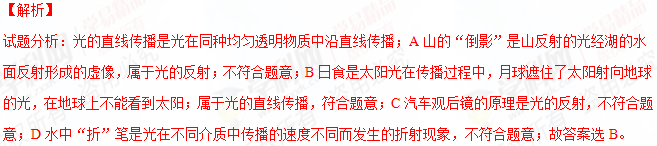 【解析】
试题分析：光的直线传播是光在同种均匀透明物质中沿直线传播；A山的“倒影”是山反射的光经湖的水
面反射形成的虚像，属于光的反射；不符合题意；B日食是太阳光在传播过程中，月球遮住了太阳射向地球
的光，在地球上不能看到太阳；属于光的直线传播，符合题意；C汽车观后镜的原理是光的反射，不符合题
意；D水中“折”笔是光在不同介质中传播的速度不同而发生的折射现象，不符合题意；故答案选B。